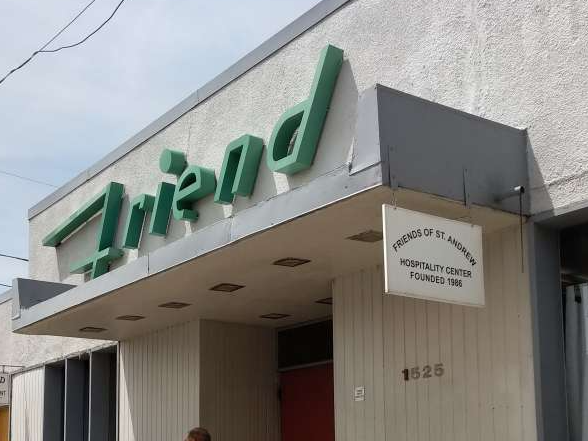 Friend
FRIENDS OF ST. ANDREW
HOSPITALITY CENTER
FOUNDED 1986
1525